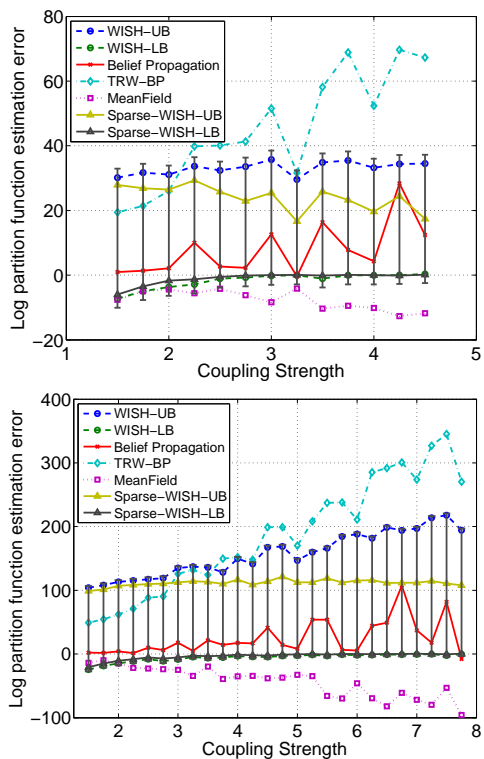 80
60
40
20
0
−20
Log partition function estimation error
WISH−UB
WISH−LB
Belief Propagation
TRW−BP
MeanField
Sparse−WISH−UB
Sparse−WISH−LB
1
2
3
4
5
Coupling Strength
400
300
200
100
0
−100
Log partition function estimation error
WISH−UB
WISH−LB
Belief Propagation
TRW−BP
MeanField
Sparse−WISH−UB
Sparse−WISH−LB
2
3
4
5
6
7
8
Coupling Strength